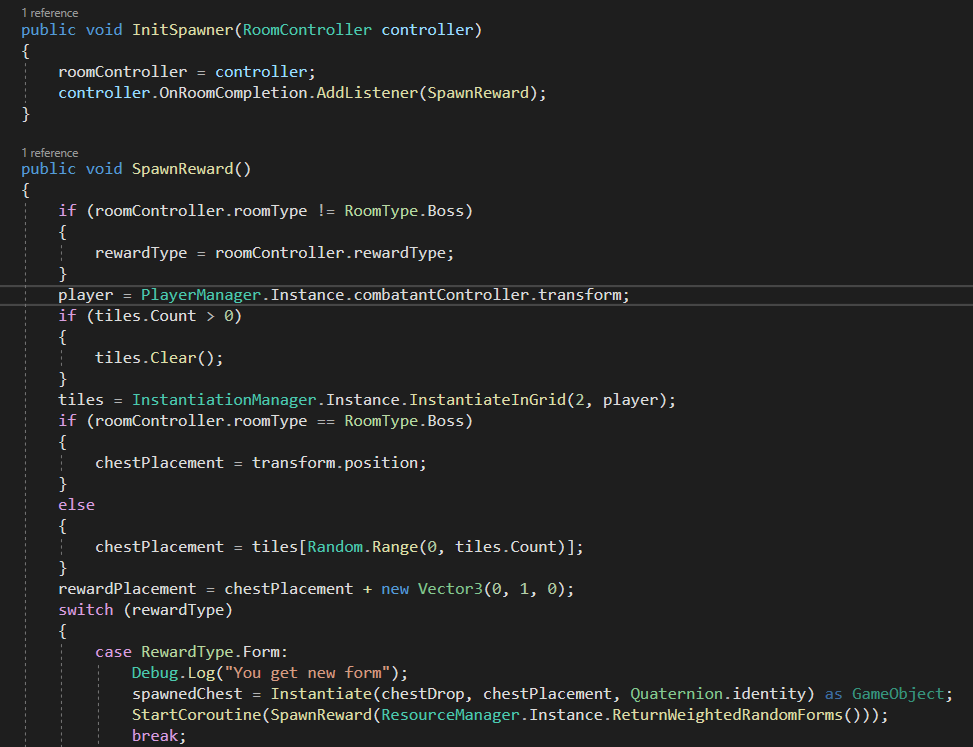 1 reference
public void InitSpawner(RoomController controller)
{
    roomController = controller;
    controller.OnRoomCompletion.AddListener(SpawnReward);
}
1 reference
public void SpawnReward()
{
    if (roomController.roomType != RoomType.Boss)
    {
        rewardType = roomController.rewardType;
    }
    player = PlayerManager.Instance.combatantController.transform;
    if (tiles.Count > 0)
    {
        tiles.Clear();
    }
    tiles = InstantiationManager.Instance.InstantiateInGrid(2, player);
    if (roomController.roomType == RoomType.Boss)
    {
        chestPlacement = transform.position;
    }
    else
    {
        chestPlacement = tiles[Random.Range(0, tiles.Count)];
    }
    rewardPlacement = chestPlacement + new Vector3(0, 1, 0);
    switch (rewardType)
    {
        case RewardType.Form:
            Debug.Log("You get new form");
            spawnedChest = Instantiate(chestDrop, chestPlacement, Quaternion.identity) as GameObject;
            StartCoroutine(SpawnReward(ResourceManager.Instance.ReturnWeightedRandomForms()));
            break;